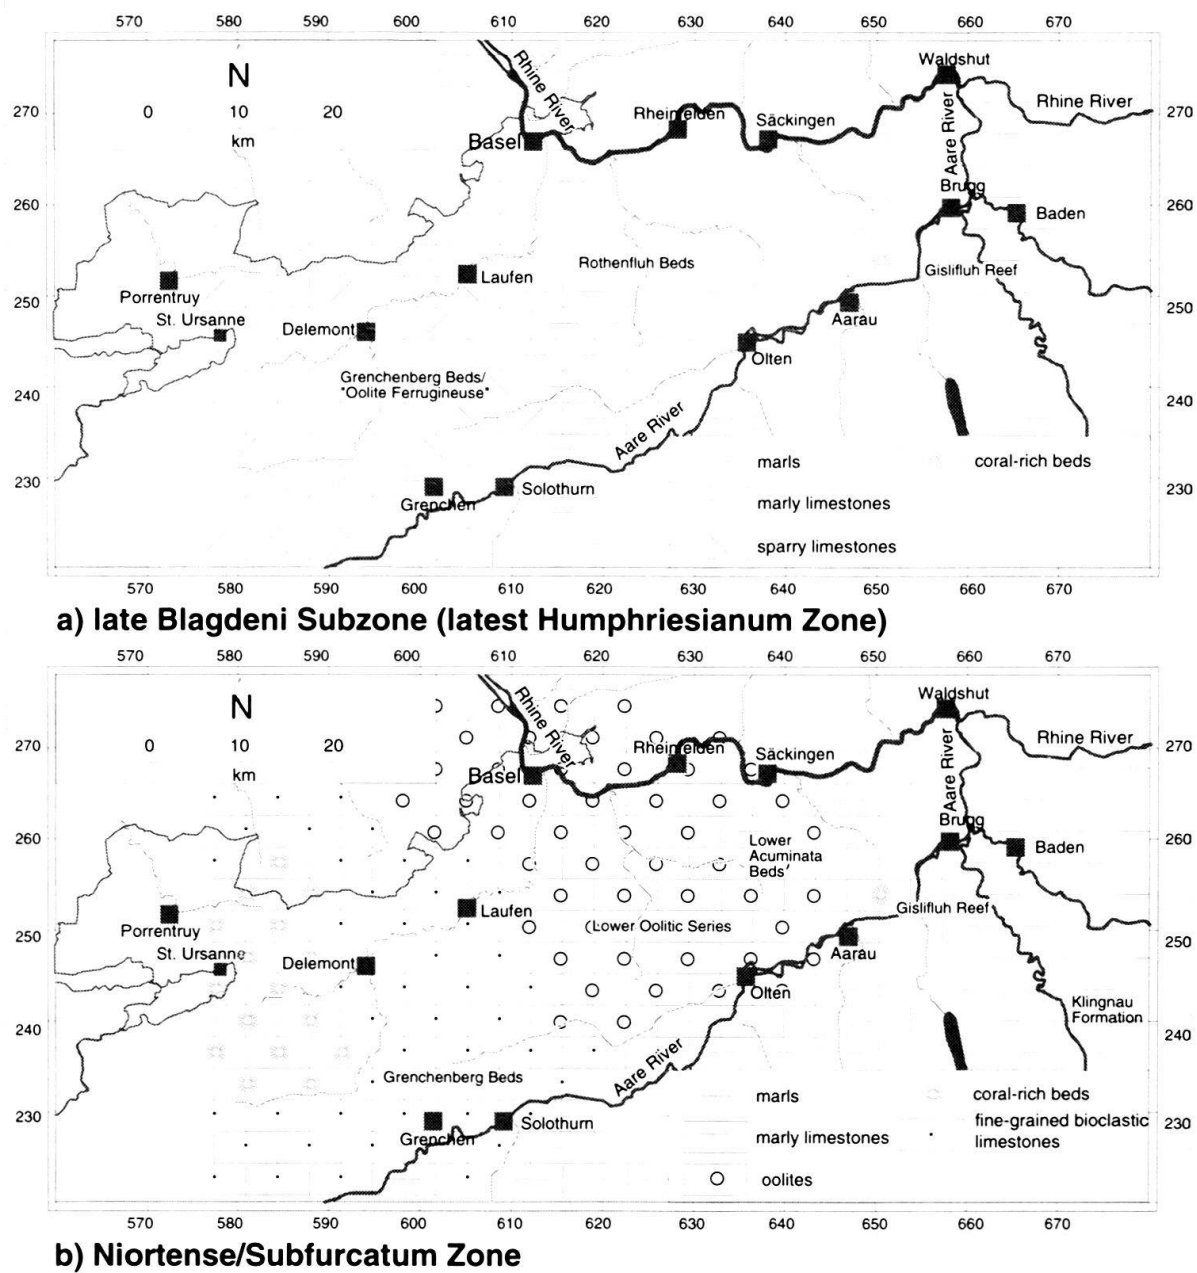 570 580 590 600 610 620 630 640 650 660 670
N
0 10 20
km
270
260
250
240
230
270
260
250
240
230
Rhine River
Basel
Rheinfelden
Säckingen
Waldshut
Rhine River
Aare River
Brugg
Baden
Rothenfluh Beds
Gislifluh Reef
Laufen
Porrentruy
St. Ursanne
Delemont
Aarau
Olten
Grenchenberg Beds/
"Oolite Ferrugineuse"
Aare River
Grenchen
Solothurn
marls
coral-rich beds
marly limestones
sparry limestones
570 580 590 600 610 620 630 640 650 660 670
a) late Blagdeni Subzone (latest Humphriesianum Zone)
570 580 590 600 610 620 630 640 650 660 670
N
0 10 20
km
270
260
250
240
230
270
260
250
240
230
Rhine River
Basel
Rheinfelden
Säckingen
Waldshut
Rhine River
Aare River
Brugg
Baden
Lower
Acuminata
Beds
Gislifluh Reef
Lower Oolitic Series
Laufen
Porrentruy
St. Ursanne
Delemont
Aarau
Olten
Klingnau
Formation
Grenchenberg Beds
Aare River
Grenchen
Solothurn
marls
coral-rich beds
marly limestones
fine-grained bioclastic
limestones
oolites
570 580 590 600 610 620 630 640 650 660 670
b) Niortense/Subfurcatum Zone